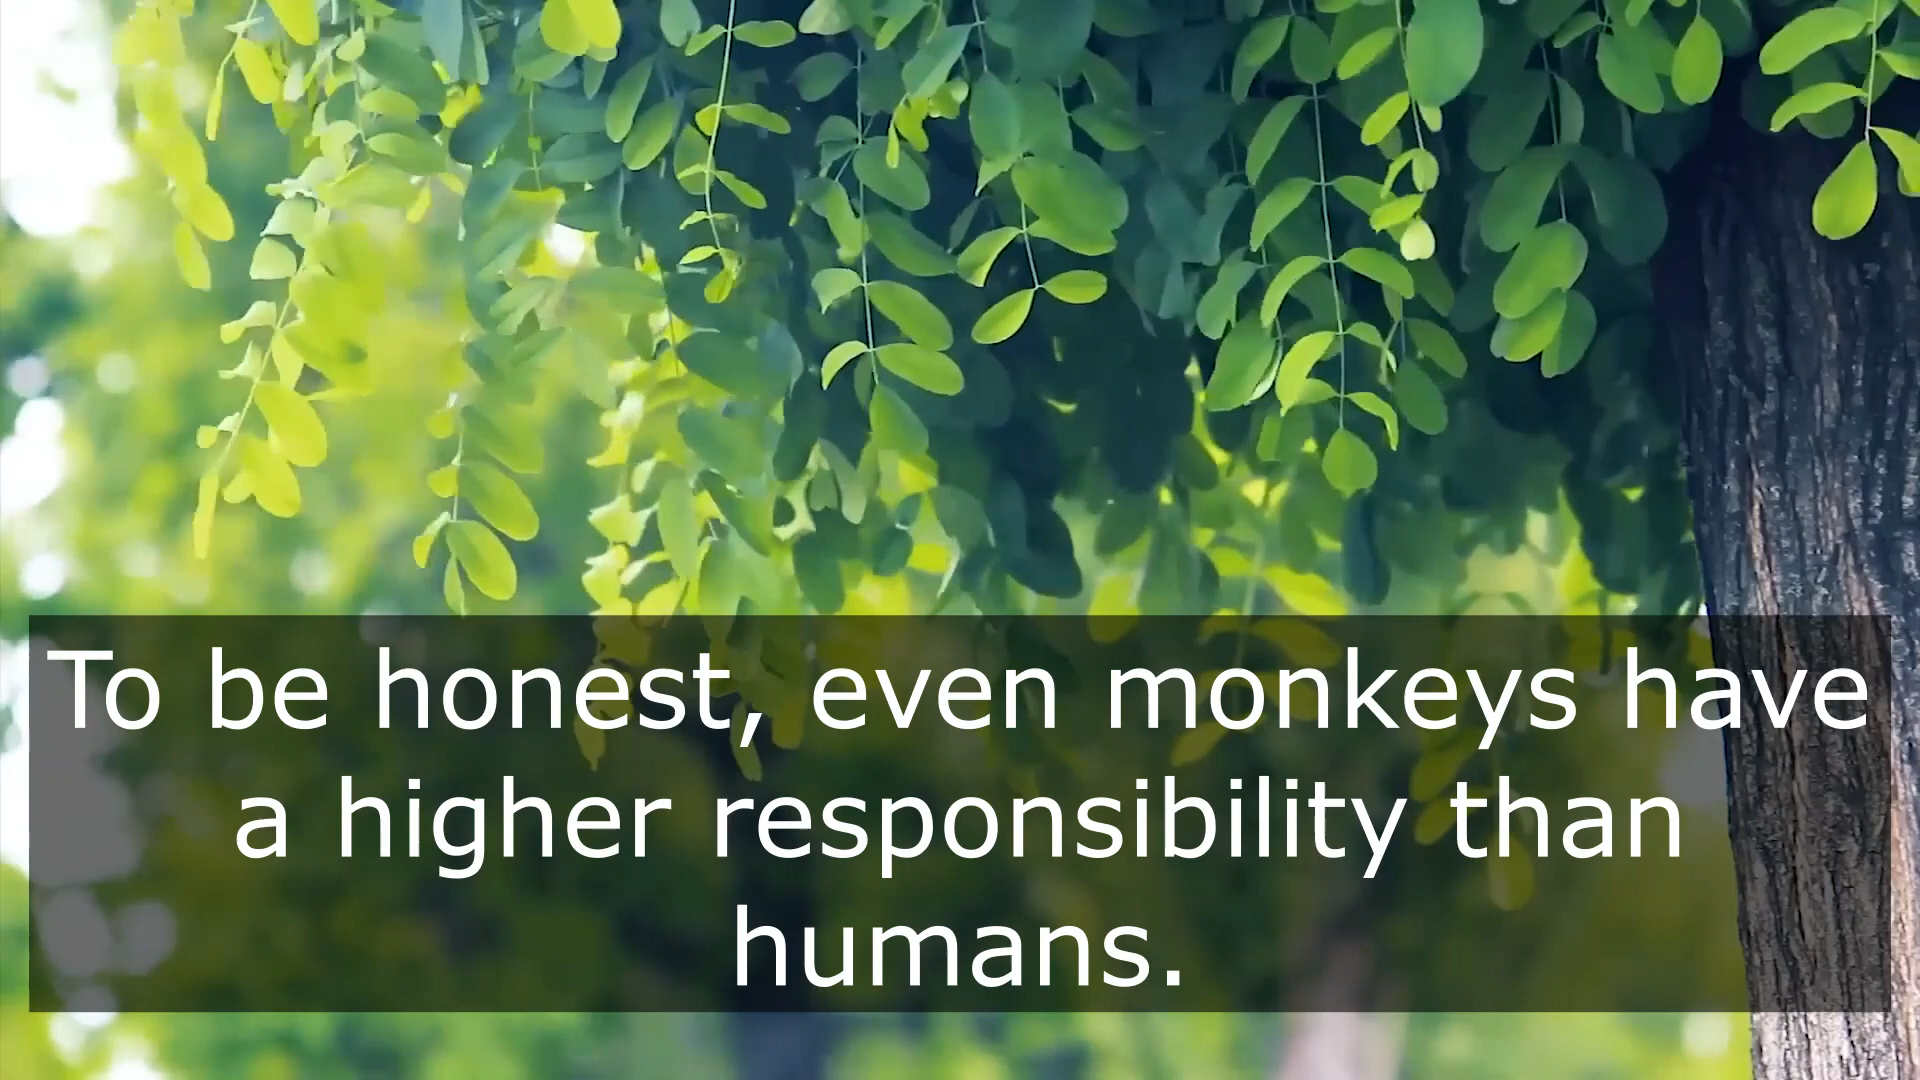 To be honest, even monkeys have
a higher responsibility than
humans.